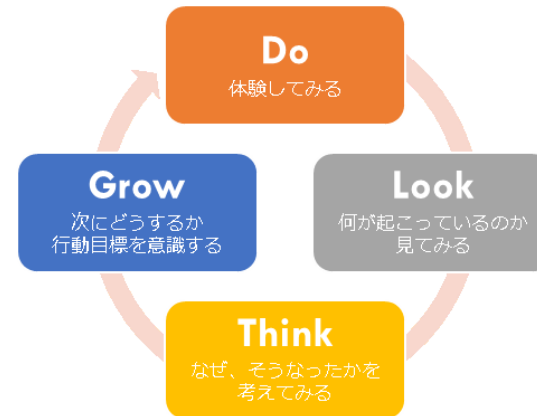 Do
体験してみる
Grow
次にどうするか
行動目標を意識する
Look
何が起こっているのか
見てみる
Think
なぜ、そうなったかを
考えてみる